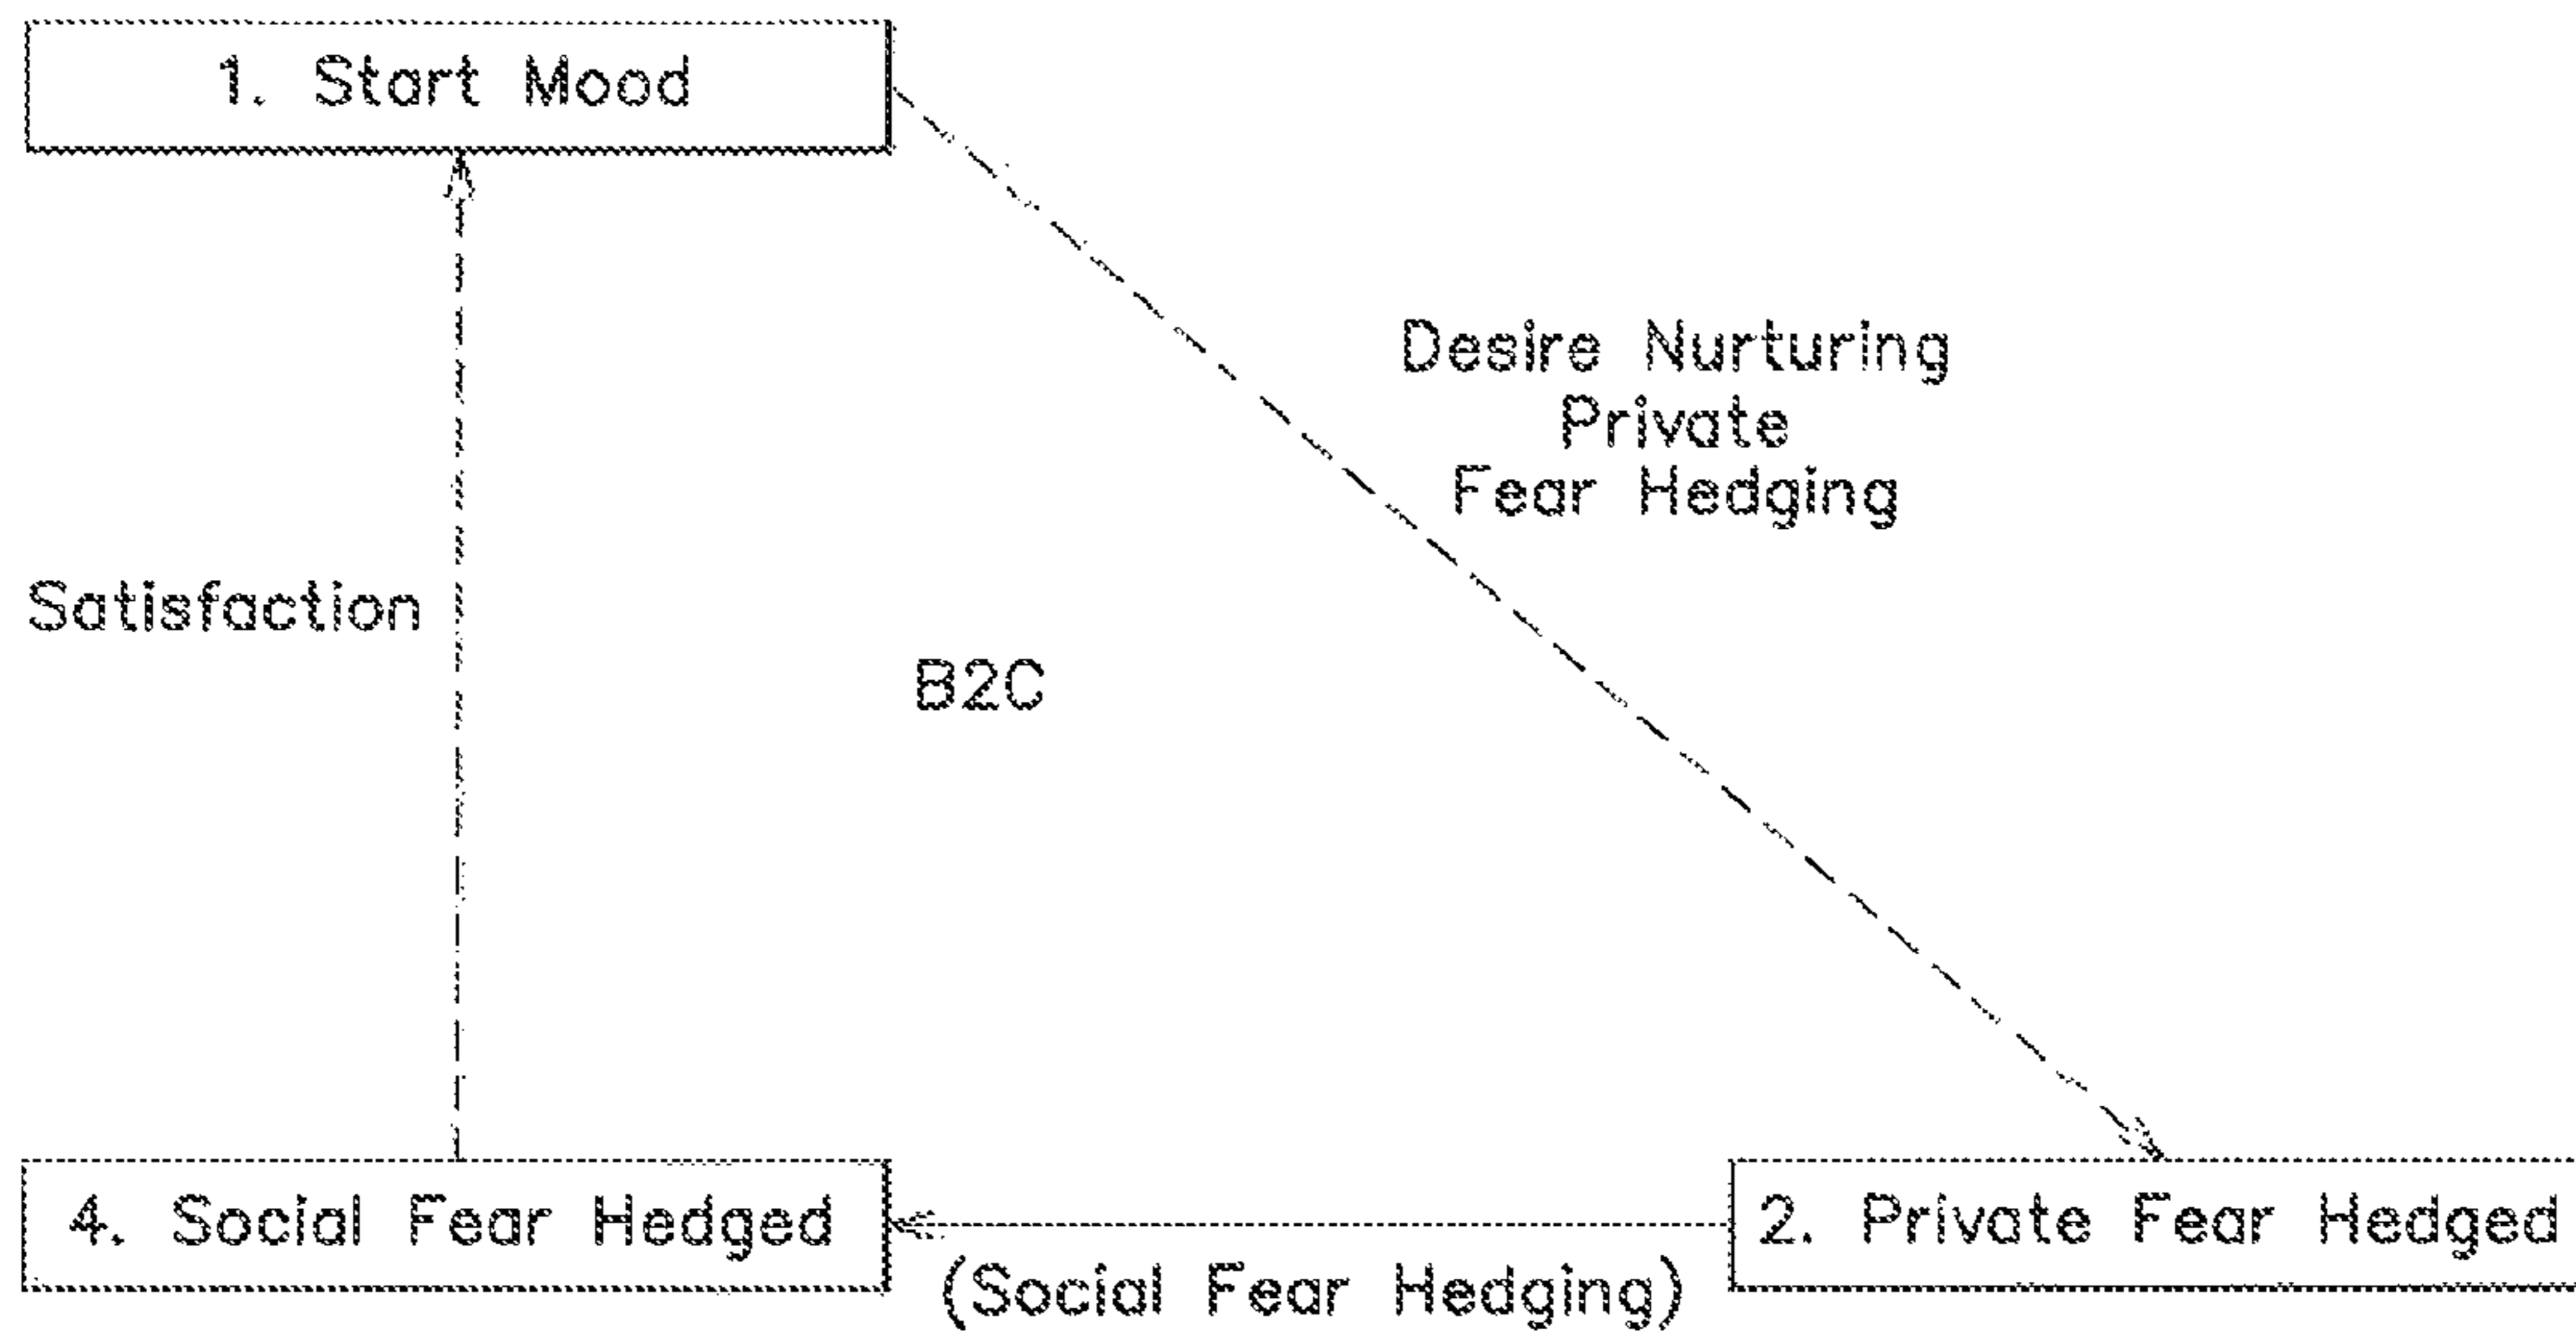 1. Start Mood
Desire Nurturing
Private
Fear Hedging
Satisfaction
B2C
4. Social Fear Hedged
2. Private Fear Hedged
(Social Fear Hedging)